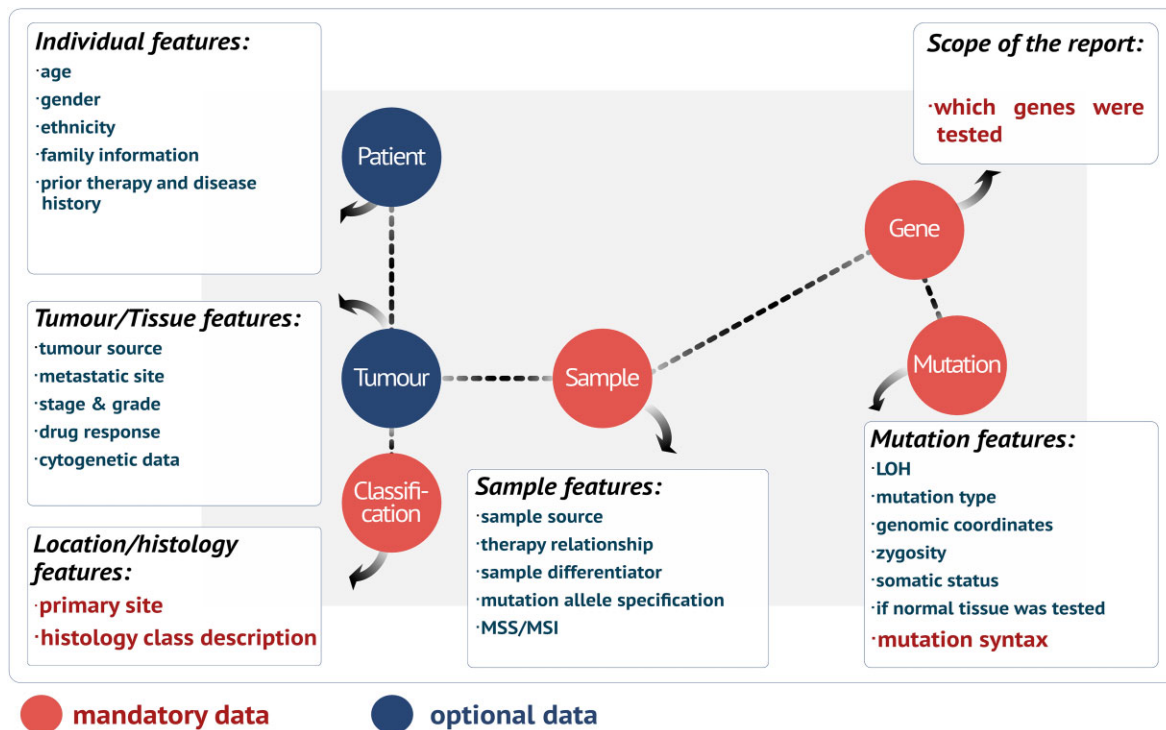 Individual features:
·age
·gender
·ethnicity
·family information
·prior therapy and disease
history
Patient
Scope of the report:
·which genes were
tested
Gene
Tumour/Tissue features:
·tumour source
·metastatic site
·stage & grade
·drug response
·cytogenetic data
Tumour
Sample
Mutation
Classifi-
cation
Location/histology
features:
·primary site
·histology class description
Sample features:
·sample source
·therapy relationship
·sample differentiator
·mutation allele specification
·MSS/MSI
Mutation features:
·LOH
·mutation type
·genomic coordinates
·zygosity
·somatic status
·if normal tissue was tested
·mutation syntax
mandatory data
optional data